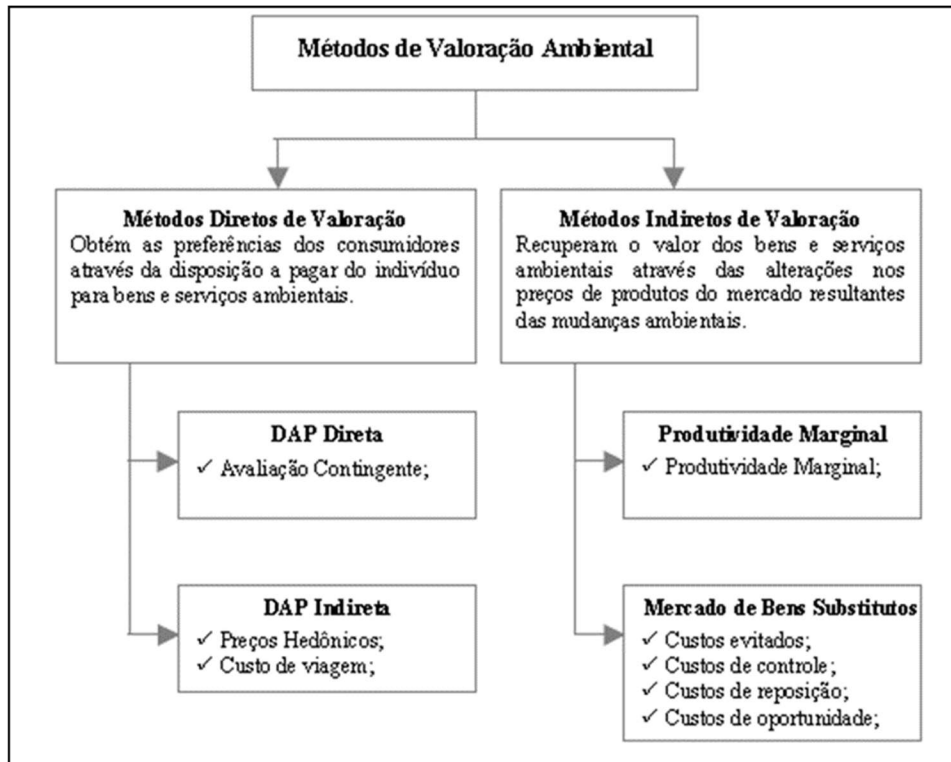 Métodos de Valoração Ambiental
Métodos Diretos de Valoração
Obtém as preferências dos consumidores
através da disposição a pagar do indivíduo
para bens e serviços ambientais.
Métodos Indiretos de Valoração
Recuperam o valor dos bens e serviços
ambientais através das alterações nos
preços de produtos do mercado resultantes
das mudanças ambientais.
DAP Direta
✓ Avaliação Contingente;
Produtividade Marginal
✓ Produtividade Marginal;
DAP Indireta
✓ Preços Hedônicos;
✓ Custo de viagem;
Mercado de Bens Substitutos
✓ Custos evitados;
✓ Custos de controle;
✓ Custos de reposição;
✓ Custos de oportunidade;